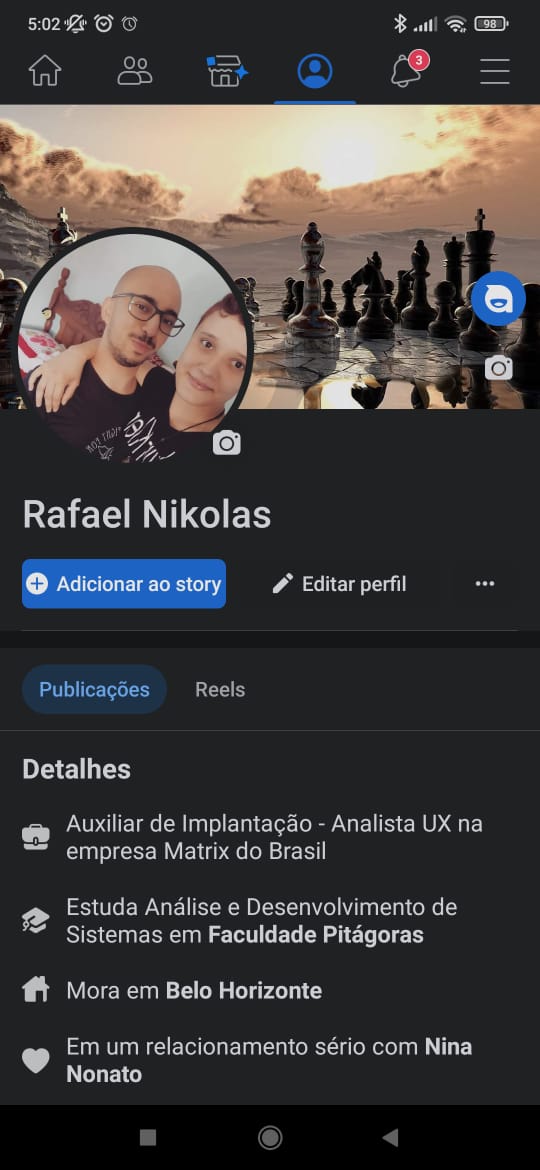 5:02
98
3
Rafael Nikolas
Adicionar ao story
Editar perfil
Publicações
Reels
Detalhes
Auxiliar de Implantação - Analista UX na
empresa Matrix do Brasil
Estuda Análise e Desenvolvimento de
Sistemas em Faculdade Pitágoras
Mora em Belo Horizonte
Em um relacionamento sério com Nina
Nonato